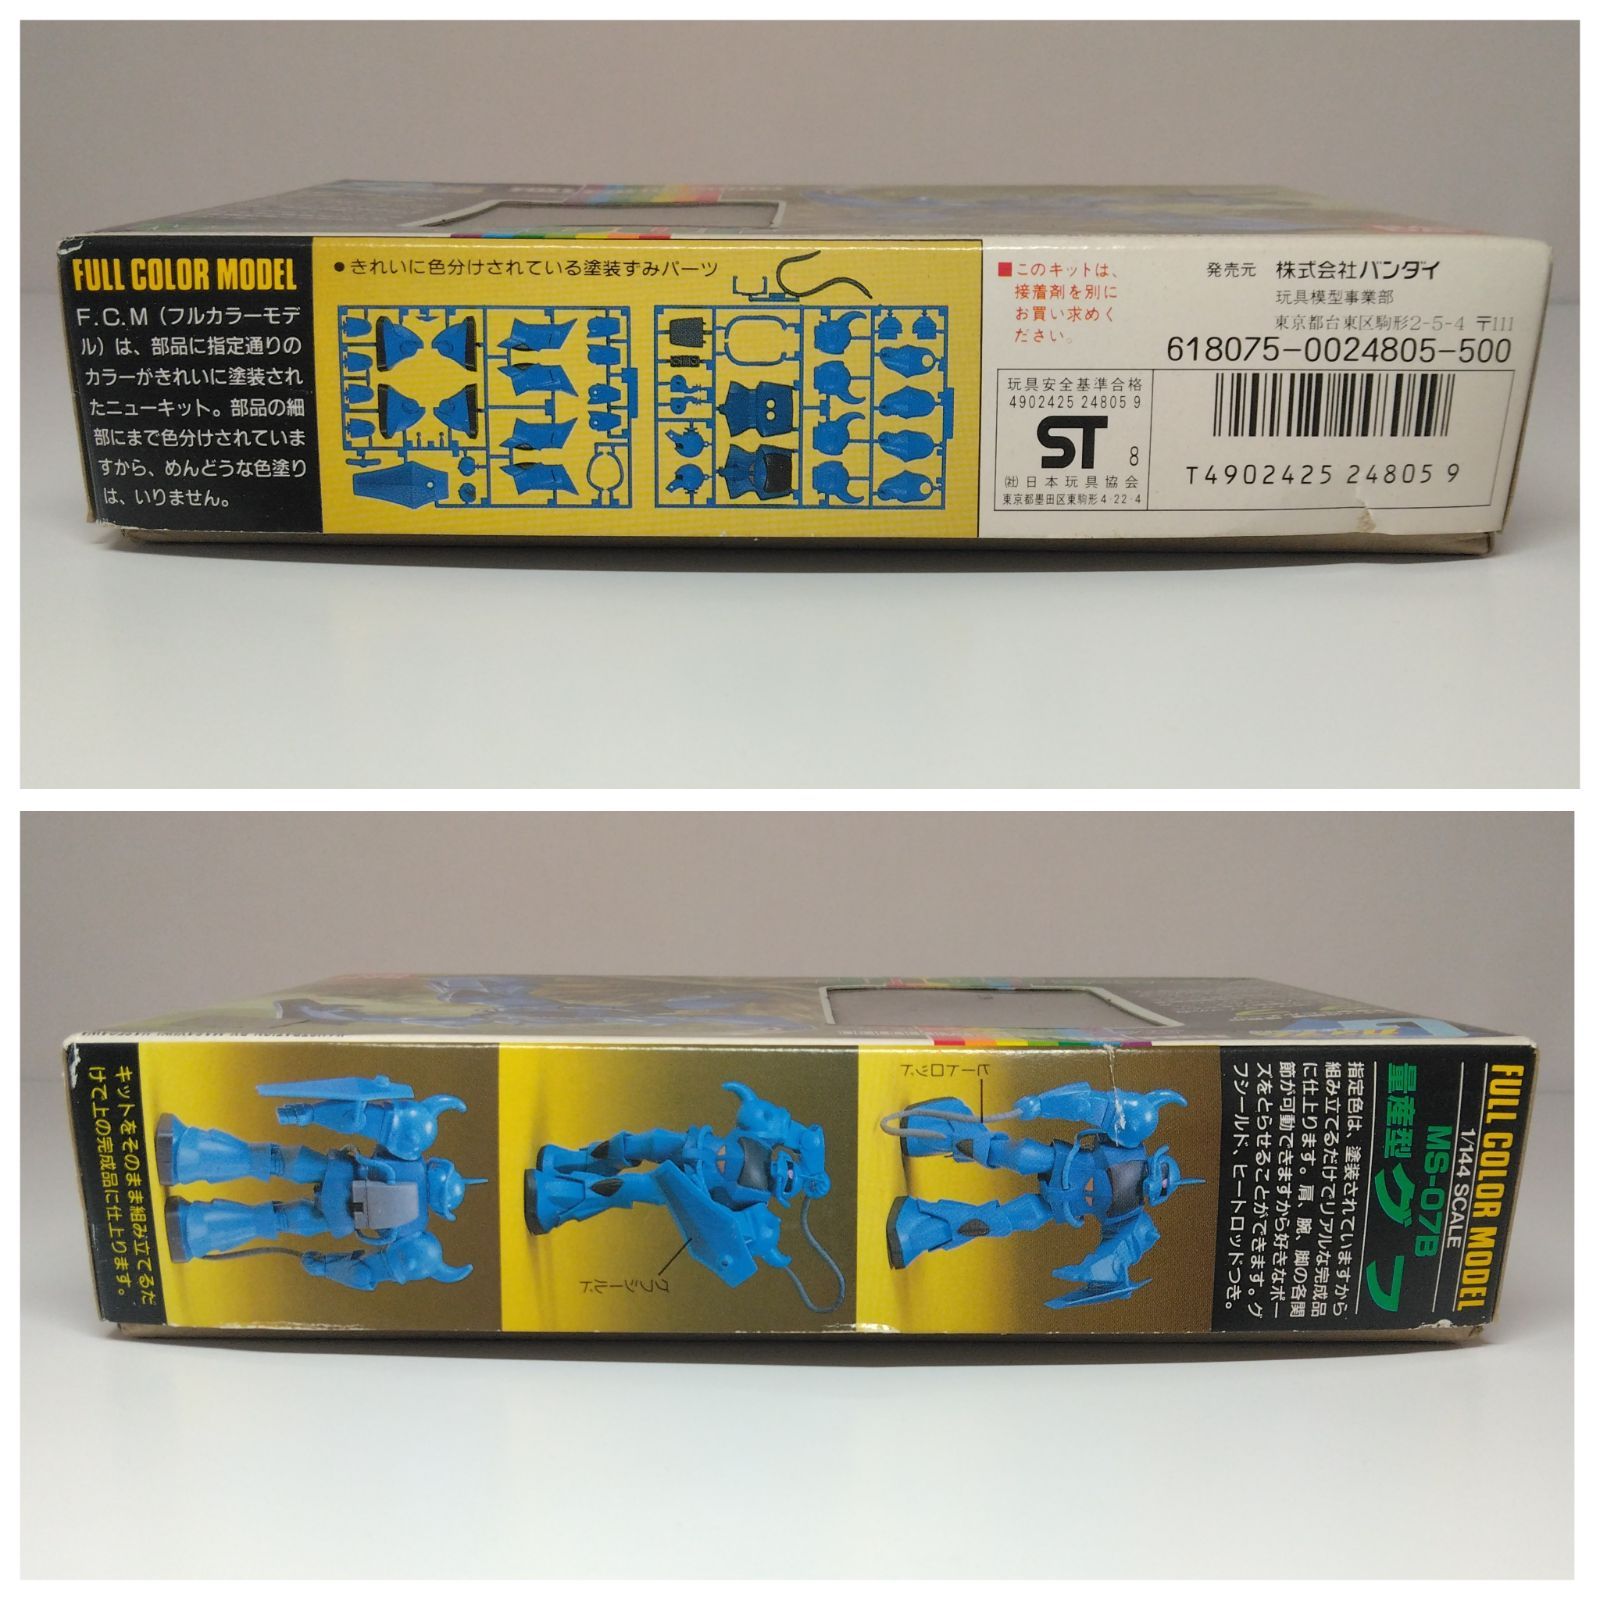 FULL COLOR MODEL
F.C.M（フルカラーモデ
ル）は、部品に指定通りの
カラーがきれいに塗装され
たニューキット。部品の細
部にまで色分けされていま
すから、めんどうな色塗り
は、いりません。
●きれいに色分けされている塗装ずみパーツ
■このキットは、
接着剤を別に
お買い求めく
ださい。
発売元 株式会社バンダイ
玩具模型事業部
東京都台東区駒形2-5-4 〒111
618075-0024805-500
玩具安全基準合格
4902425 24805 9
ST 8
㈳日本玩具協会
東京都墨田区東駒形4-22-4
T4902425 24805 9
FULL COLOR MODEL
1/144 SCALE
MS-07B
量産型グフ
指定色は、塗装されていますから
組み立てるだけでリアルな完成品
に仕上ります。肩、腕、脚の各関
節が可動できますから好きなポー
ズをとらせることができます。グ
フシールド、ヒートロッドつき。
ヒートロッド
グフシールド
キットをそのまま組み立てるだ
けで上の完成品に仕上ります。